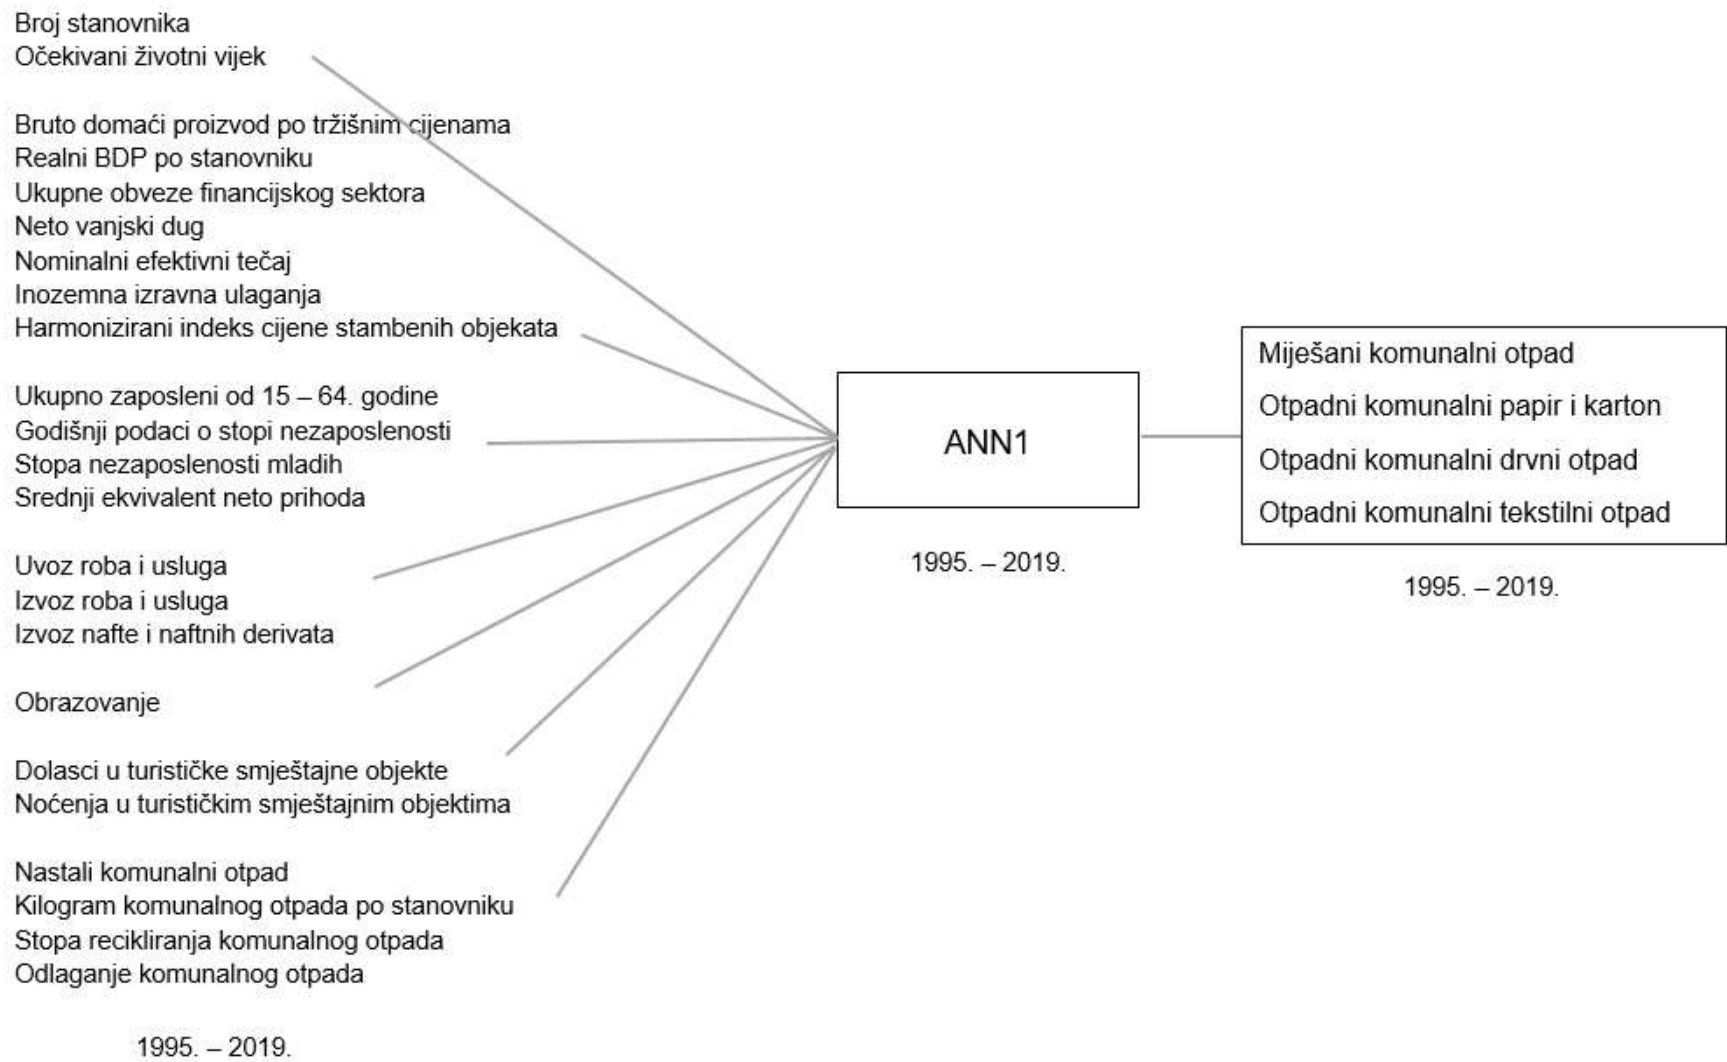 Broj stanovnika
Očekivani životni vijek
Bruto domaći proizvod po tržišnim cijenama
Realni BDP po stanovniku
Ukupne obveze financijskog sektora
Neto vanjski dug
Nominalni efektivni tečaj
Inozemna izravna ulaganja
Harmonizirani indeks cijene stambenih objekata
Ukupno zaposleni od 15 – 64. godine
Godišnji podaci o stopi nezaposlenosti
Stopa nezaposlenosti mladih
Srednji ekvivalent neto prihoda
Uvoz roba i usluga
Izvoz roba i usluga
Izvoz nafte i naftnih derivata
Obrazovanje
Dolasci u turističke smještajne objekte
Noćenja u turističkim smještajnim objektima
Nastali komunalni otpad
Kilogram komunalnog otpada po stanovniku
Stopa recikliranja komunalnog otpada
Odlaganje komunalnog otpada
1995. – 2019.
ANN1
1995. – 2019.
Miješani komunalni otpad
Otpadni komunalni papir i karton
Otpadni komunalni drvni otpad
Otpadni komunalni tekstilni otpad
1995. – 2019.